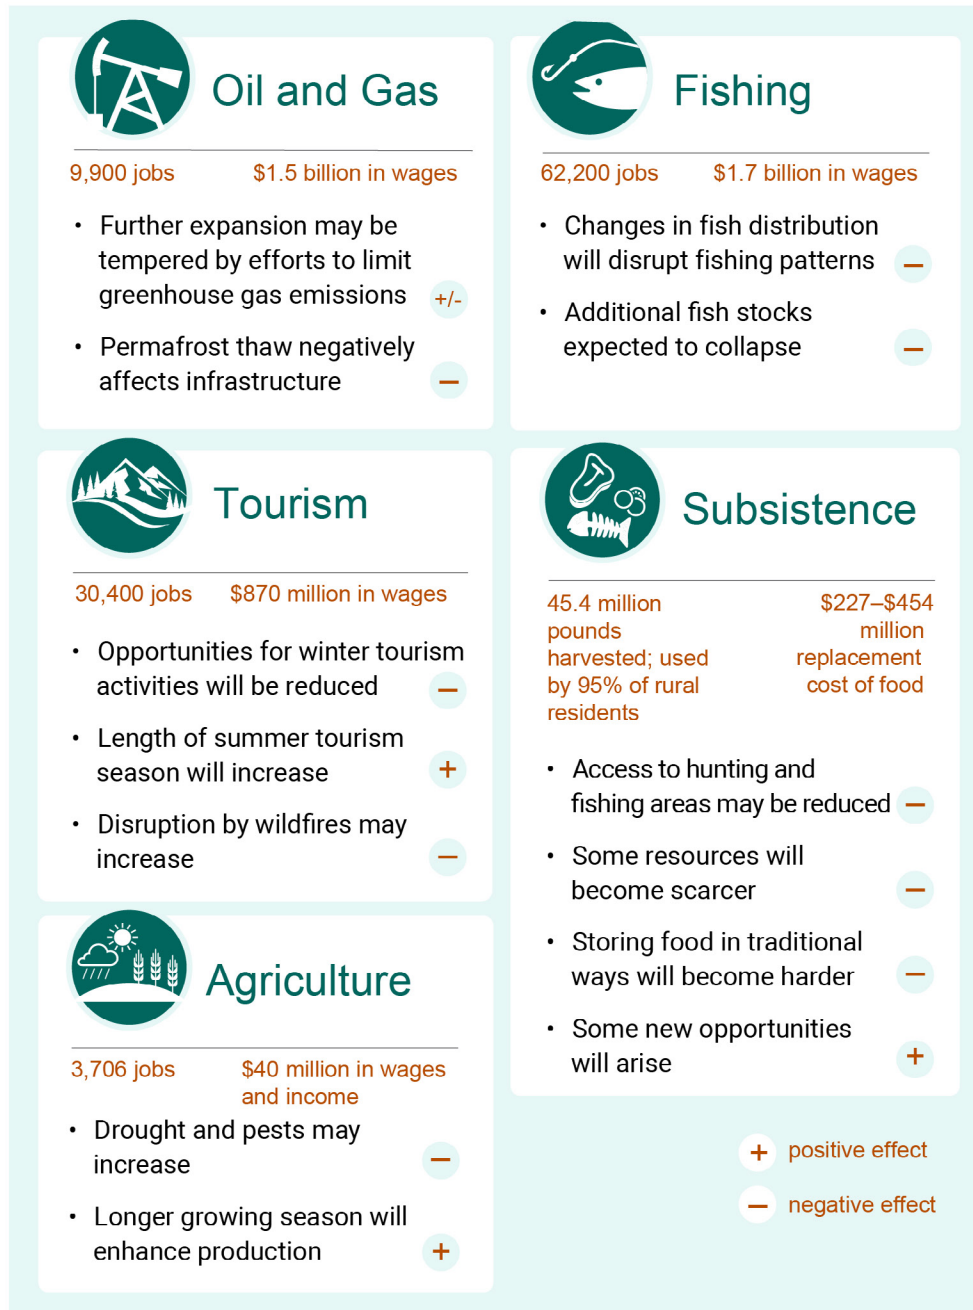 Oil and Gas
9,900 jobs
$1.5 billion in wages
• Further expansion may be
tempered by efforts to limit
greenhouse gas emissions
+/-
• Permafrost thaw negatively
affects infrastructure
−
Fishing
62,200 jobs
$1.7 billion in wages
• Changes in fish distribution
will disrupt fishing patterns
−
• Additional fish stocks
expected to collapse
−
Tourism
30,400 jobs
$870 million in wages
• Opportunities for winter tourism
activities will be reduced
−
• Length of summer tourism
season will increase
+
• Disruption by wildfires may
increase
−
Subsistence
45.4 million
pounds
harvested; used
by 95% of rural
residents
$227–$454
million
replacement
cost of food
• Access to hunting and
fishing areas may be reduced
−
• Some resources will
become scarcer
−
• Storing food in traditional
ways will become harder
−
• Some new opportunities
will arise
+
Agriculture
3,706 jobs
$40 million in wages
and income
• Drought and pests may
increase
−
• Longer growing season will
enhance production
+
+ positive effect
− negative effect